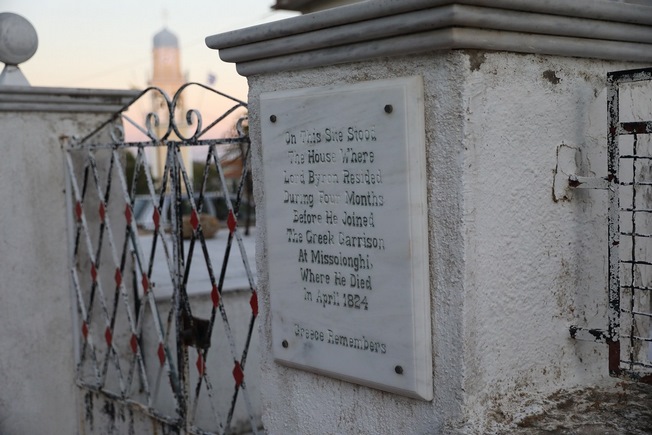 On This Site Stood
The House Where
Lord Byron Resided
During Four Months
Before He Joined
The Greek Garrison
At Missolonghi,
Where He Died
In April 1824
Greece Remembers